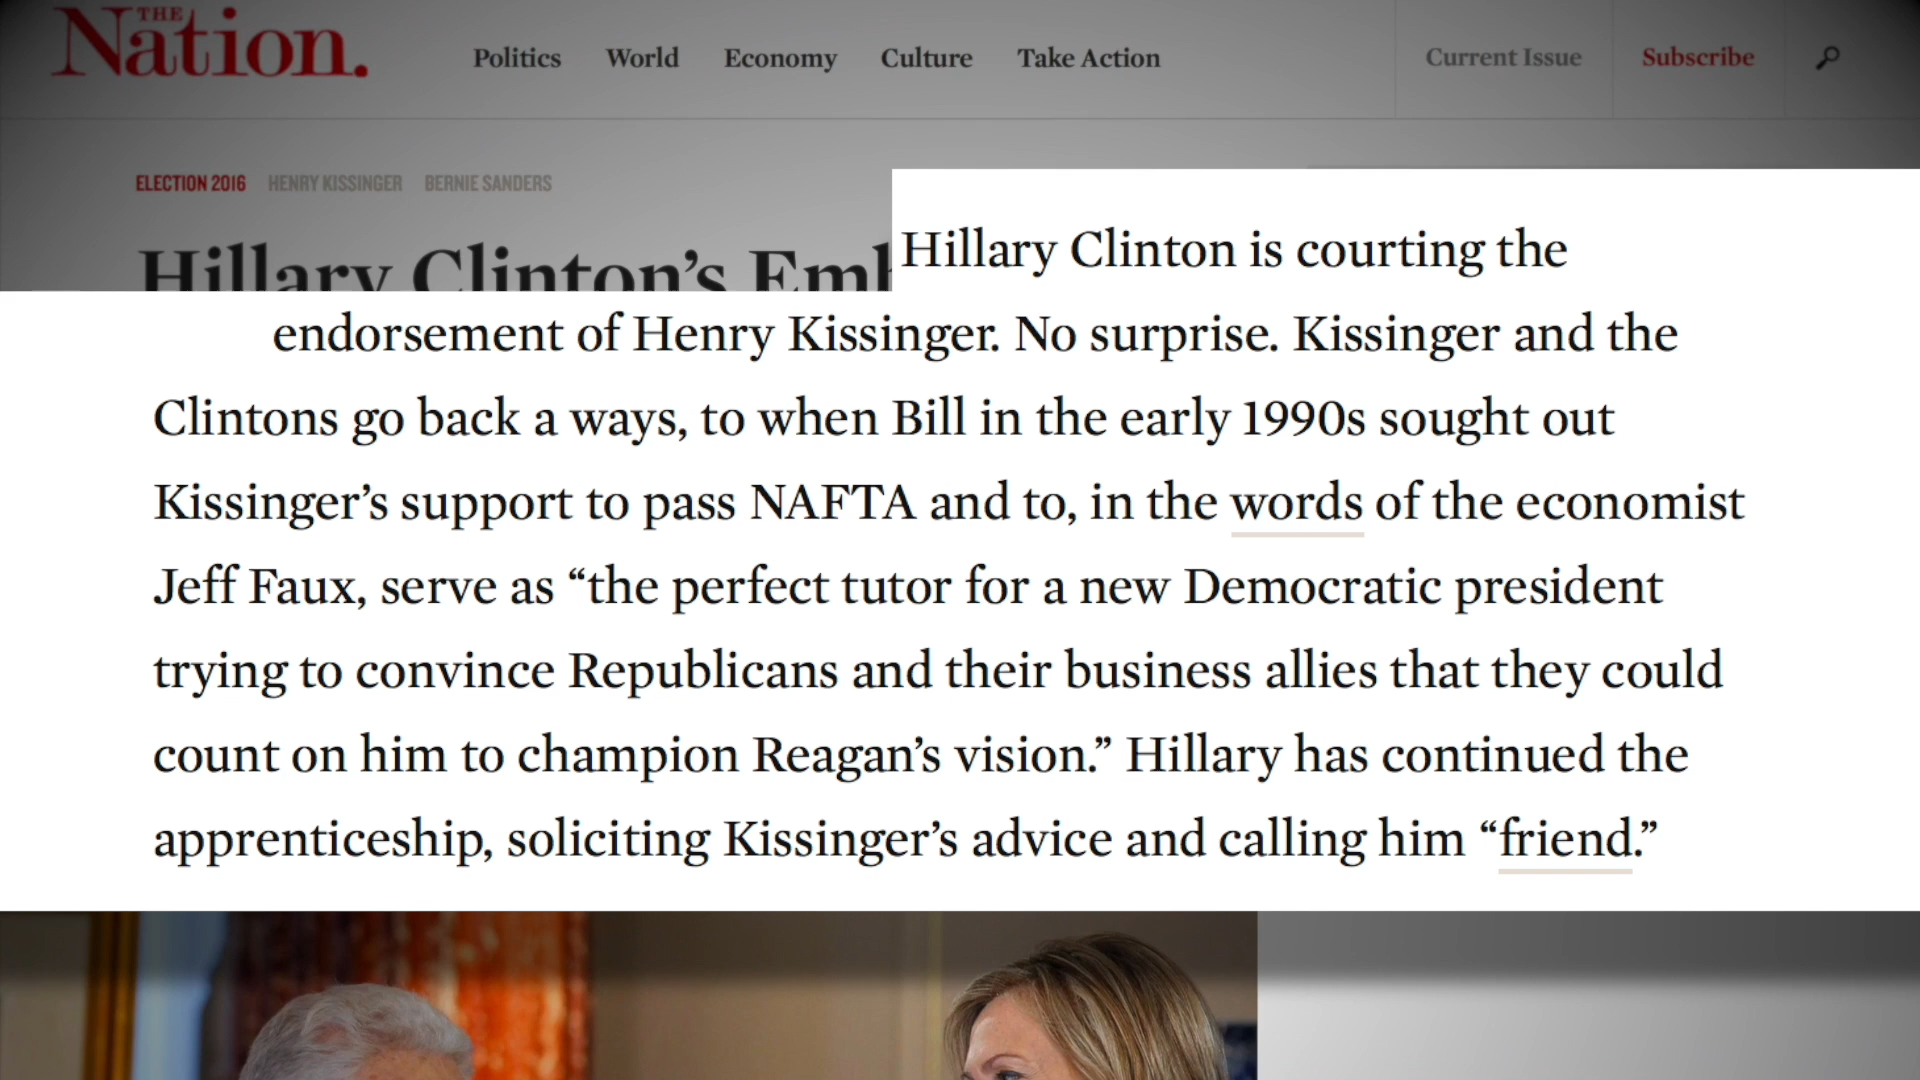 THE
Nation.
Politics World Economy Culture Take Action Current Issue Subscribe
ELECTION 2016 HENRY KISSINGER BERNIE SANDERS
Hillary Clinton’s
Hillary Clinton is courting the
endorsement of Henry Kissinger. No surprise. Kissinger and the
Clintons go back a ways, to when Bill in the early 1990s sought out
Kissinger’s support to pass NAFTA and to, in the words of the economist
Jeff Faux, serve as “the perfect tutor for a new Democratic president
trying to convince Republicans and their business allies that they could
count on him to champion Reagan’s vision.” Hillary has continued the
apprenticeship, soliciting Kissinger’s advice and calling him “friend.”